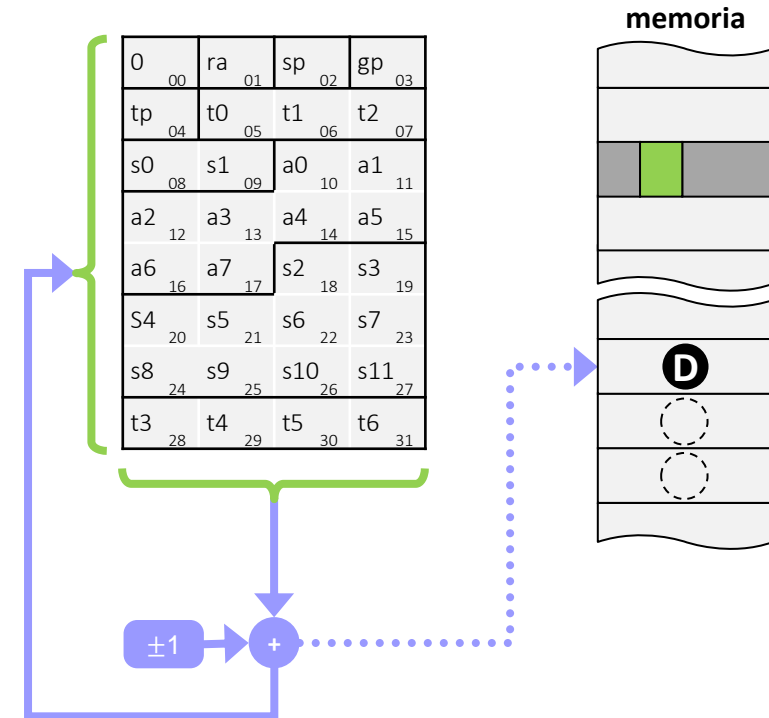 memoria
0 00 ra 01 sp 02 gp 03
tp 04 t0 05 t1 06 t2 07
s0 08 s1 09 a0 10 a1 11
a2 12 a3 13 a4 14 a5 15
a6 16 a7 17 s2 18 s3 19
S4 20 s5 21 s6 22 s7 23
s8 24 s9 25 s10 26 s11 27
t3 28 t4 29 t5 30 t6 31
D
±1
+